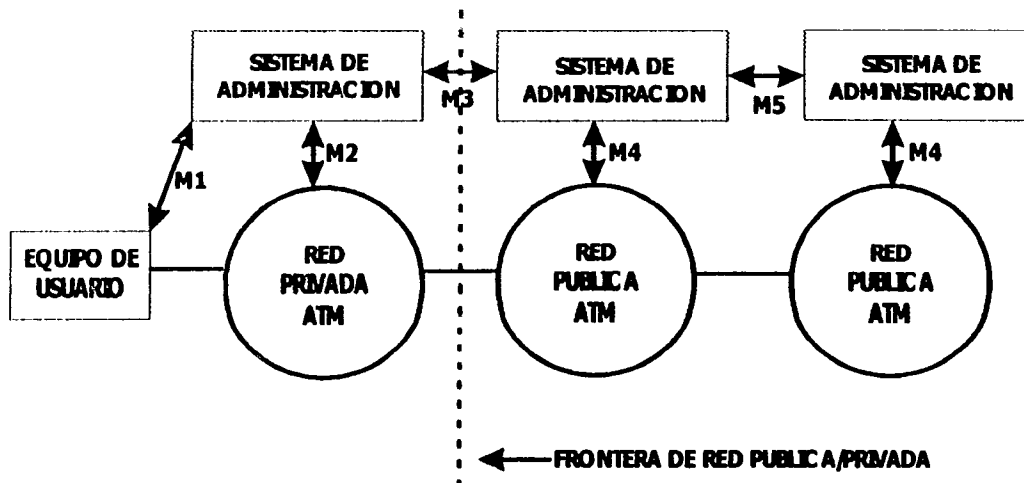 SISTEMA DE
ADMINISTRACION
M3
SISTEMA DE
ADMINISTRACION
M5
SISTEMA DE
ADMINISTRACION
M1
M2
M4
M4
EQUIPO DE
USUARIO
RED
PRIVADA
ATM
RED
PUBLICA
ATM
RED
PUBLICA
ATM
FRONTERA DE RED PUBLICA/PRIVADA